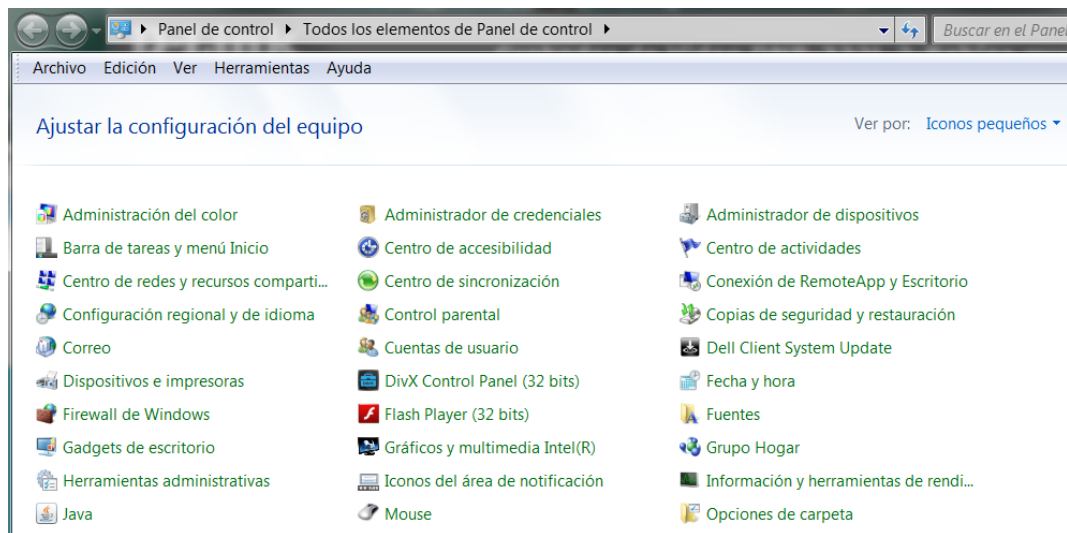 Panel de control Todos los elementos de Panel de control Buscar en el Panel
Archivo Edición Ver Herramientas Ayuda
Ajustar la configuración del equipo Ver por: Iconos pequeños
Administración del color Administrador de credenciales Administrador de dispositivos
Barra de tareas y menú Inicio Centro de accesibilidad Centro de actividades
Centro de redes y recursos comparti... Centro de sincronización Conexión de RemoteApp y Escritorio
Configuración regional y de idioma Control parental Copias de seguridad y restauración
Correo Cuentas de usuario Dell Client System Update
Dispositivos e impresoras DivX Control Panel (32 bits) Fecha y hora
Firewall de Windows Flash Player (32 bits) Fuentes
Gadgets de escritorio Gráficos y multimedia Intel(R) Grupo Hogar
Herramientas administrativas Iconos del área de notificación Información y herramientas de rendi...
Java Mouse Opciones de carpeta